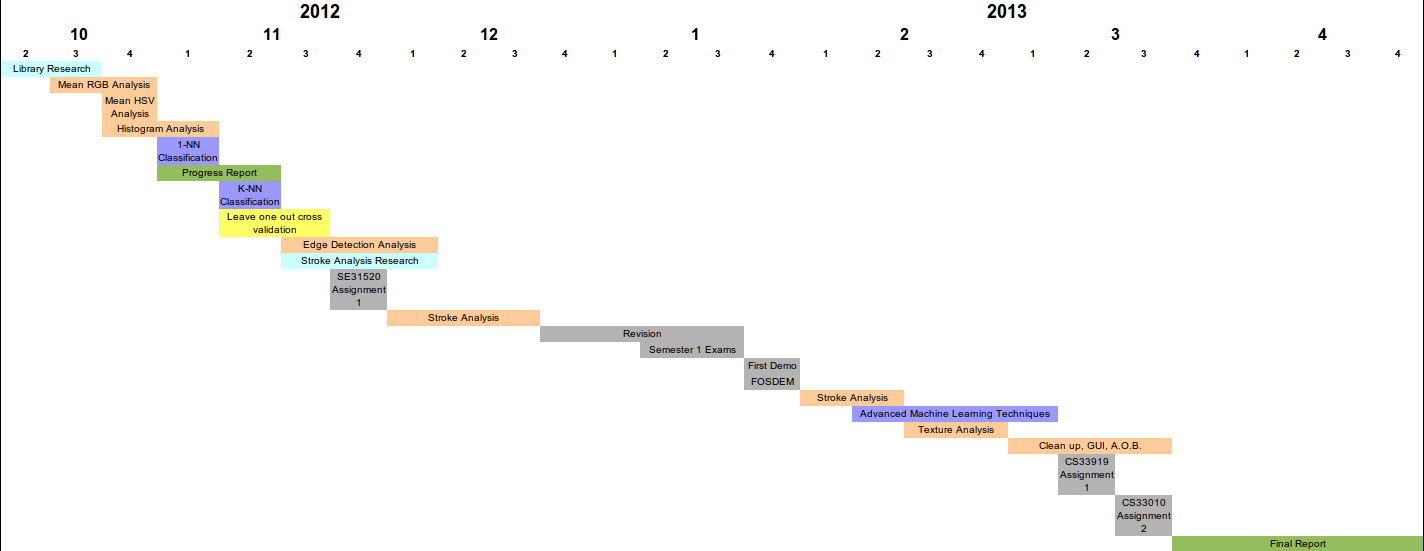 2012 2013
10 11 12 1 2 3 4
2 3 4 1 2 3 4 1 2 3 4 1 2 3 4 1 2 3 4 1 2 3 4 1 2 3 4
Library Research
Mean RGB Analysis
Mean HSV
Analysis
Histogram Analysis
1-NN
Classification
Progress Report
K-NN
Classification
Leave one out cross
validation
Edge Detection Analysis
Stroke Analysis Research
SE31520
Assignment
1
Stroke Analysis
Revision
Semester 1 Exams
First Demo
FOSDEM
Stroke Analysis
Advanced Machine Learning Techniques
Texture Analysis
Clean up, GUI, A.O.B.
CS33919
Assignment
1
CS33010
Assignment
2
Final Report